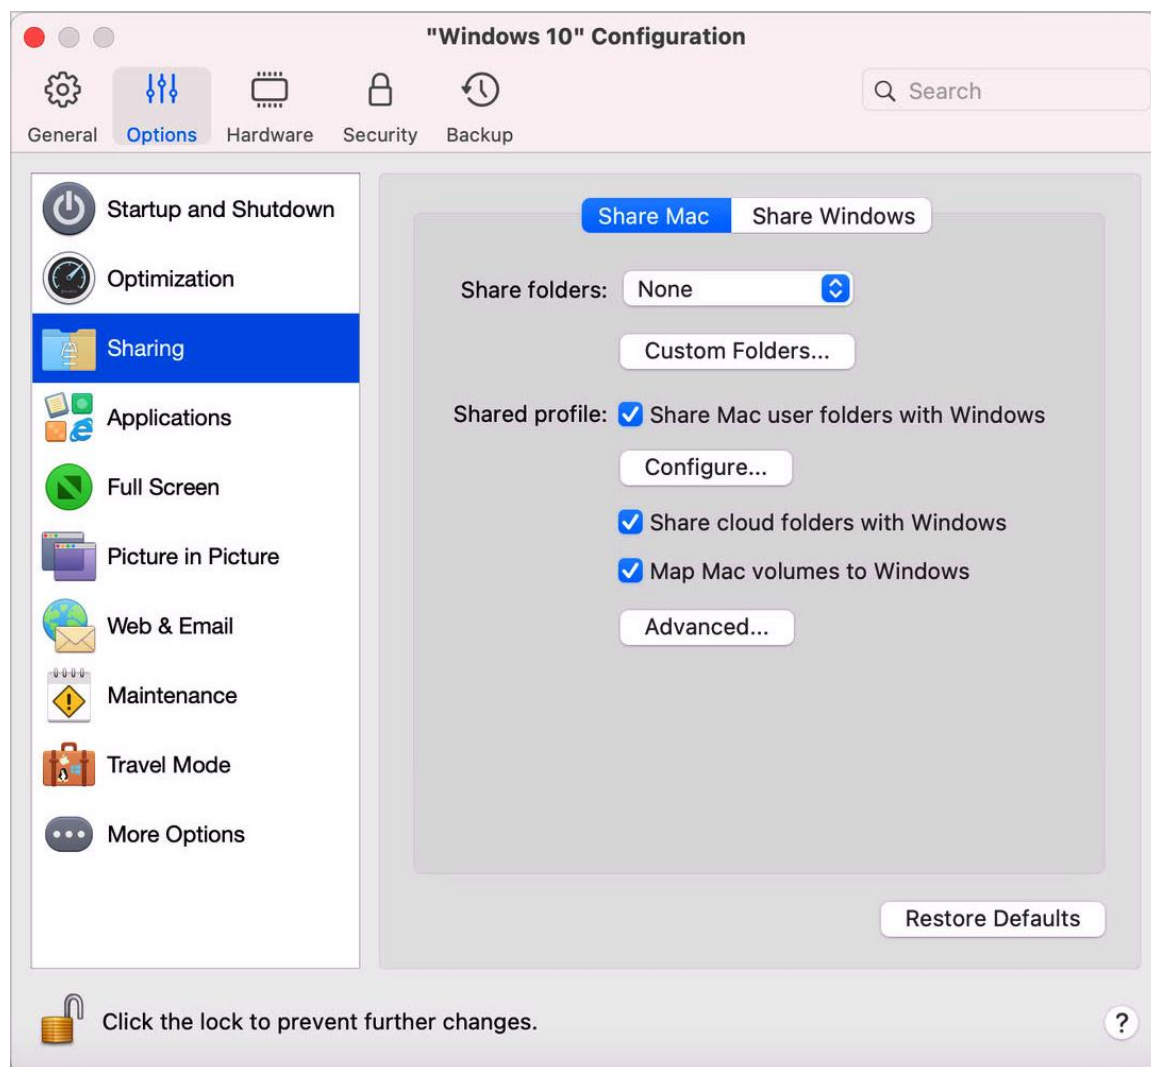 "Windows 10" Configuration
General
Options
Hardware
Security
Backup
Search
Startup and Shutdown
Optimization
Sharing
Applications
Full Screen
Picture in Picture
Web & Email
Maintenance
Travel Mode
More Options
Share Mac
Share Windows
Share folders: None
Custom Folders...
Shared profile: Share Mac user folders with Windows
Configure...
Share cloud folders with Windows
Map Mac volumes to Windows
Advanced...
Restore Defaults
Click the lock to prevent further changes.
?